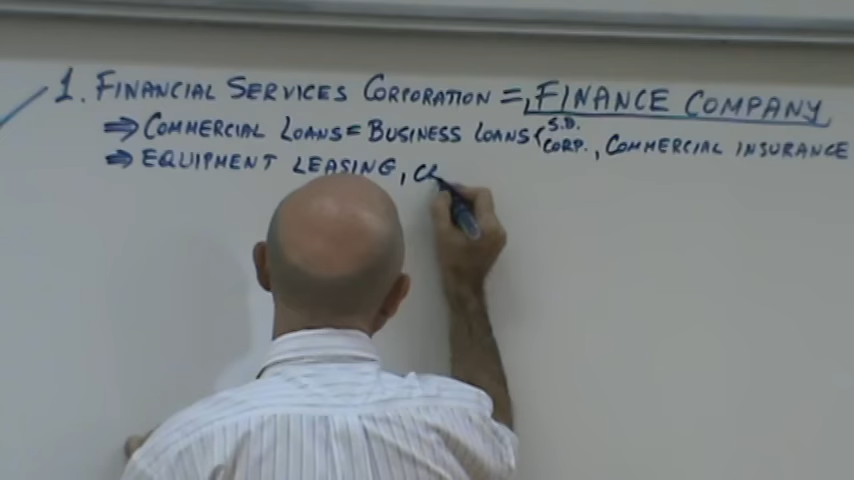 1. FINANCIAL SERVICES CORPORATION =, FINANCE COMPANY
⇒ COMMERCIAL LOANS = BUSINESS LOANS < S.B. CORP., COMMERCIAL INSURANCE
⇒ EQUIPMENT LEASING,